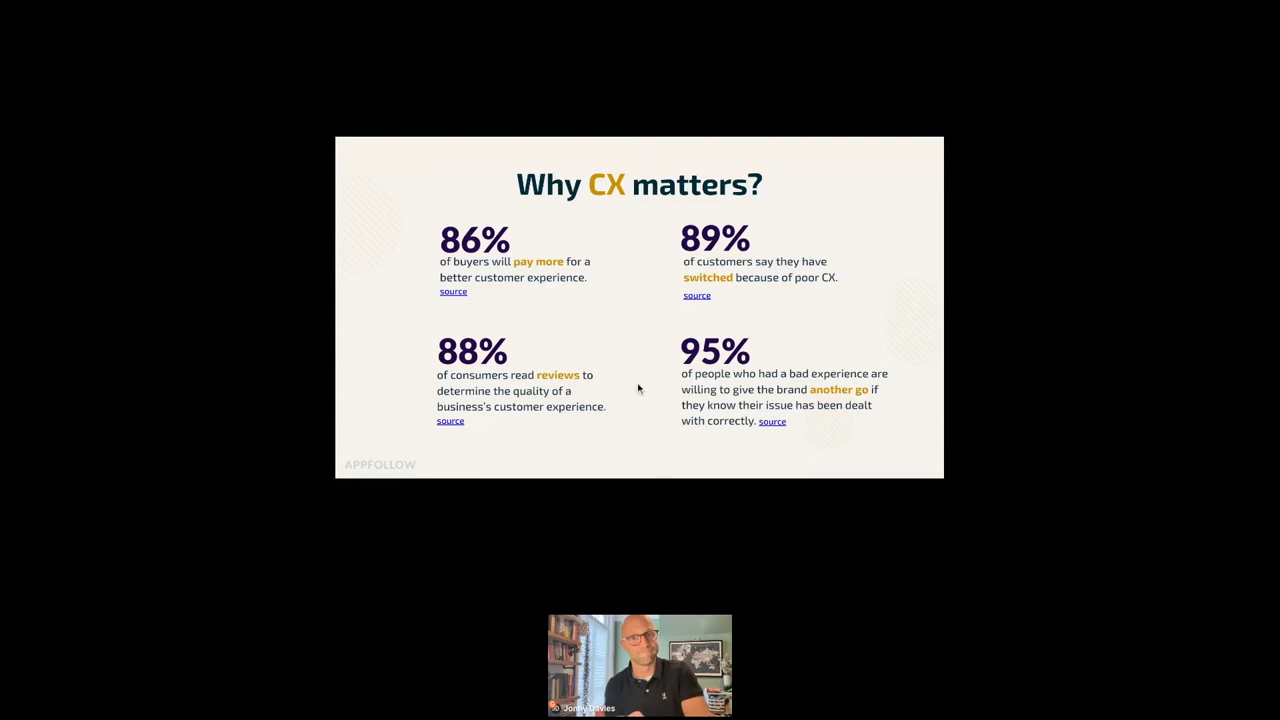 Why CX matters?
86%
of buyers will pay more for a
better customer experience.
source
89%
of customers say they have
switched because of poor CX.
source
88%
of consumers read reviews to
determine the quality of a
business's customer experience.
source
95%
of people who had a bad experience are
willing to give the brand another go if
they know their issue has been dealt
with correctly. source
APPFOLLOW
Jonny Davies